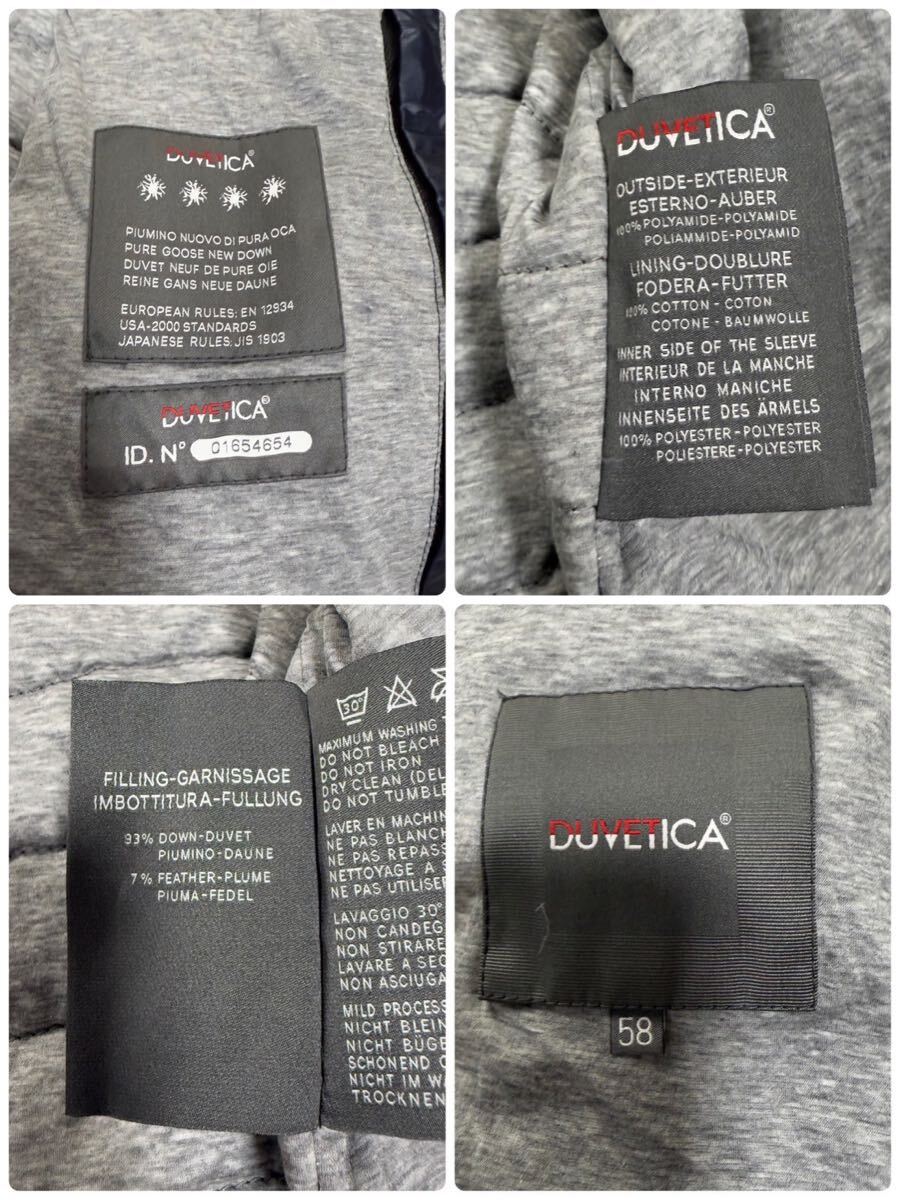 DUVETICA®
PIUMINO NUOVO DI PURA OCA
PURE GOOSE NEW DOWN
DUVET NEUF DE PURE OIE
REINE GANS NEUE DAUNE
EUROPEAN RULES: EN 12934
USA-2000 STANDARDS
JAPANESE RULES: JIS 1903
DUVETICA®
ID. N° 01654654
DUVETICA®
OUTSIDE-EXTERIEUR
ESTERNO-AUBER
100% POLYAMIDE-POLYAMIDE
POLIAMMIDE-POLYAMID
LINING-DOUBLURE
FODERA-FUTTER
100% COTTON - COTON
COTONE - BAUMWOLLE
INNER SIDE OF THE SLEEVE
INTERIEUR DE LA MANCHE
INTERNO MANICHE
INNENSEITE DES ÄRMELS
100% POLYESTER-POLYESTER
POLIESTERE-POLYESTER
FILLING-GARNISSAGE
IMBOTTITURA-FULLUNG
93% DOWN-DUVET
PIUMINO-DAUNE
7% FEATHER-PLUME
PIUMA-FEDEL
30°
MAXIMUM WASHING
DO NOT BLEACH
DO NOT IRON
DRY CLEAN
DO NOT TUMBLE
LAVER EN MACHIN
NE PAS BLANCH
NE PAS REPASS
NETTOYAGE A
NE PAS UTILISER
LAVAGGIO 30°
NON CANDEG
NON STIRARE
LAVARE A SEC
NON ASCIUGA
MILD PROCESS
NICHT BLEIN
NICHT BÜGE
SCHONEND
NICHT IM WA
TROCKNEN
DUVETICA®
58